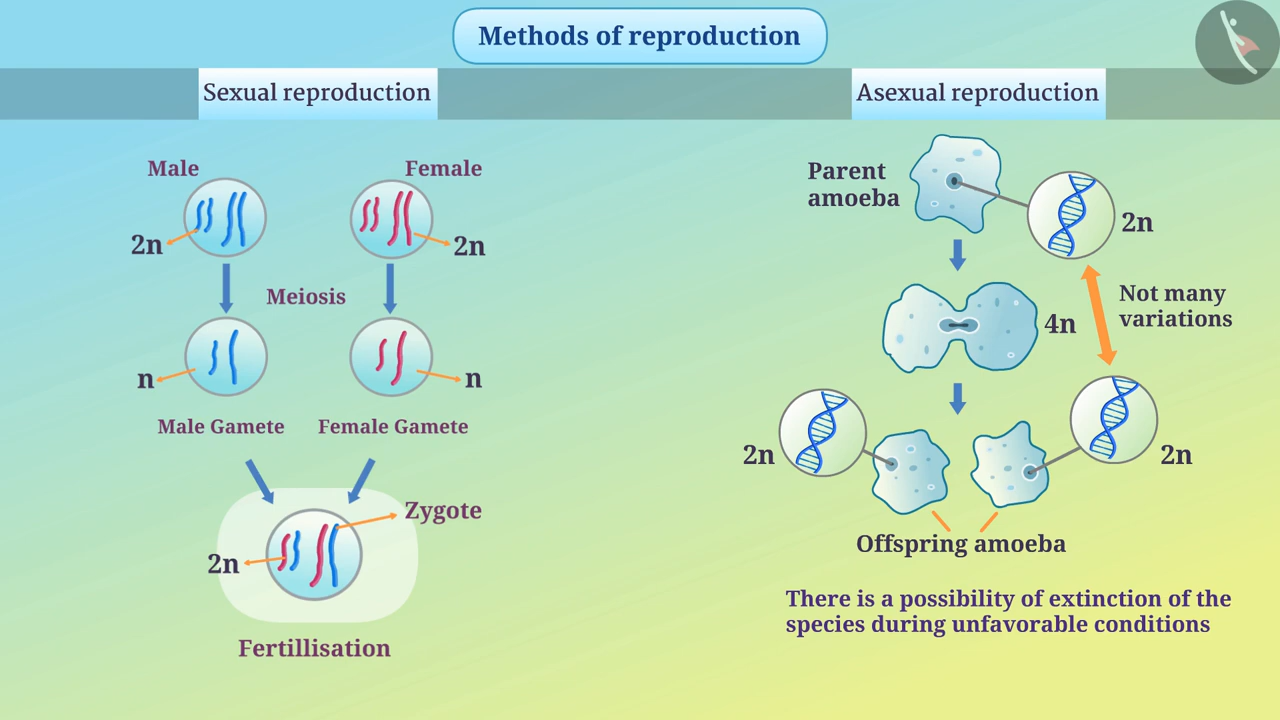 Methods of reproduction
Sexual reproduction
Male
Female
2n
2n
Meiosis
n
n
Male Gamete
Female Gamete
Zygote
2n
Fertillisation
Asexual reproduction
Parent
amoeba
2n
Not many
variations
4n
2n
2n
Offspring amoeba
There is a possibility of extinction of the
species during unfavorable conditions